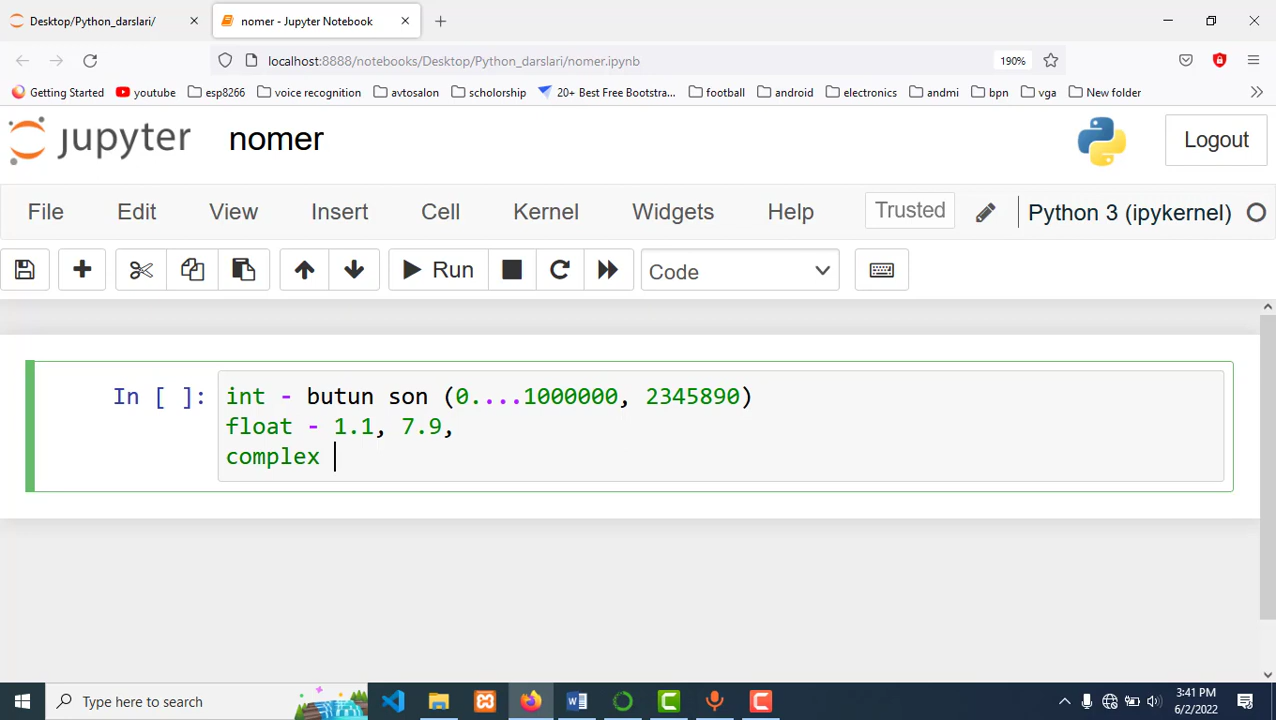 Desktop/Python_darslari/
nomer - Jupyter Notebook
localhost:8888/notebooks/Desktop/Python_darslari/nomer.ipynb
190%
Getting Started
youtube
esp8266
voice recognition
avtosalon
scholorship
20+ Best Free Bootstra...
football
android
electronics
andmi
bpn
vga
New folder
jupyter
nomer
Logout
File
Edit
View
Insert
Cell
Kernel
Widgets
Help
Trusted
Python 3 (ipykernel)
Run
Code
In [ ]:
int - butun son (0....1000000, 2345890)
float - 1.1, 7.9,
complex
Type here to search
3:41 PM
6/2/2022